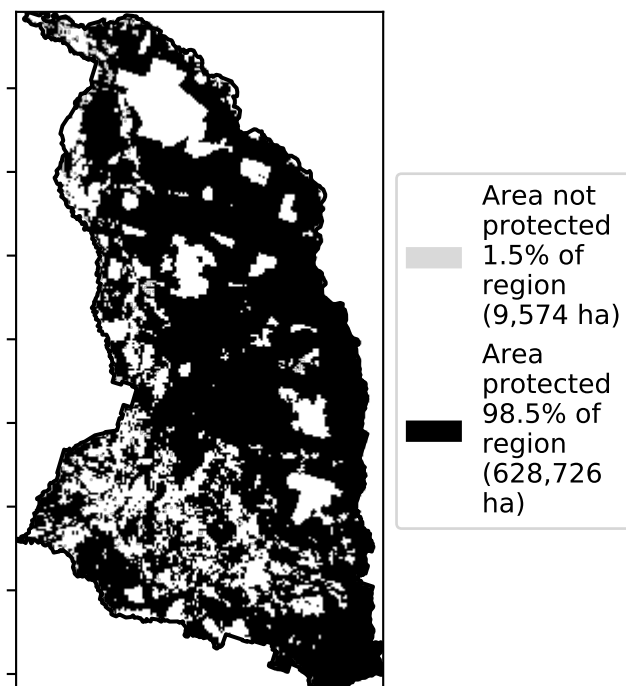 Area not
protected
1.5% of
region
(9,574 ha)
Area
protected
98.5% of
region
(628,726
ha)